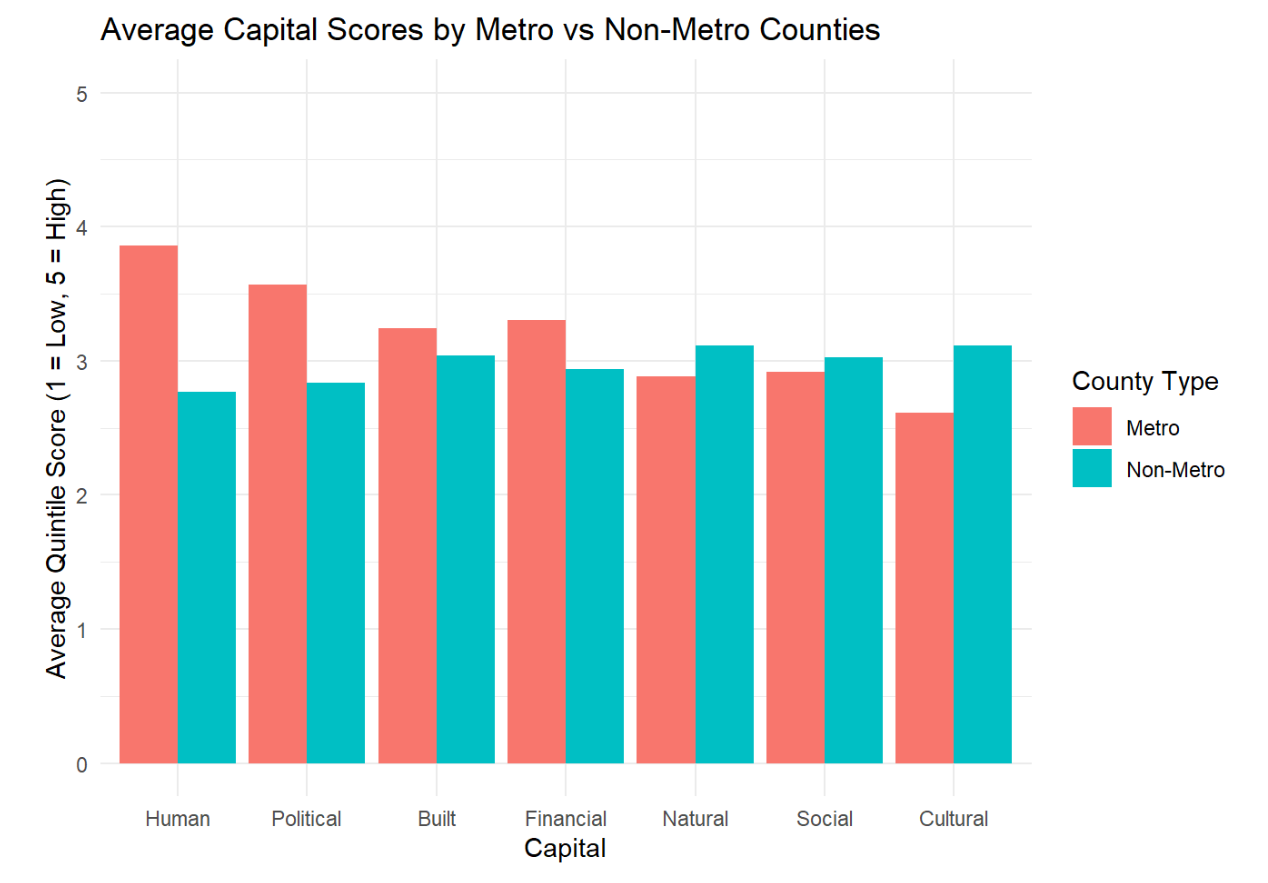 Average Capital Scores by Metro vs Non-Metro Counties
Average Quintile Score (1 = Low, 5 = High)
5
4
3
2
1
0
Human Political Built Financial Natural Social Cultural
Capital
County Type
Metro
Non-Metro